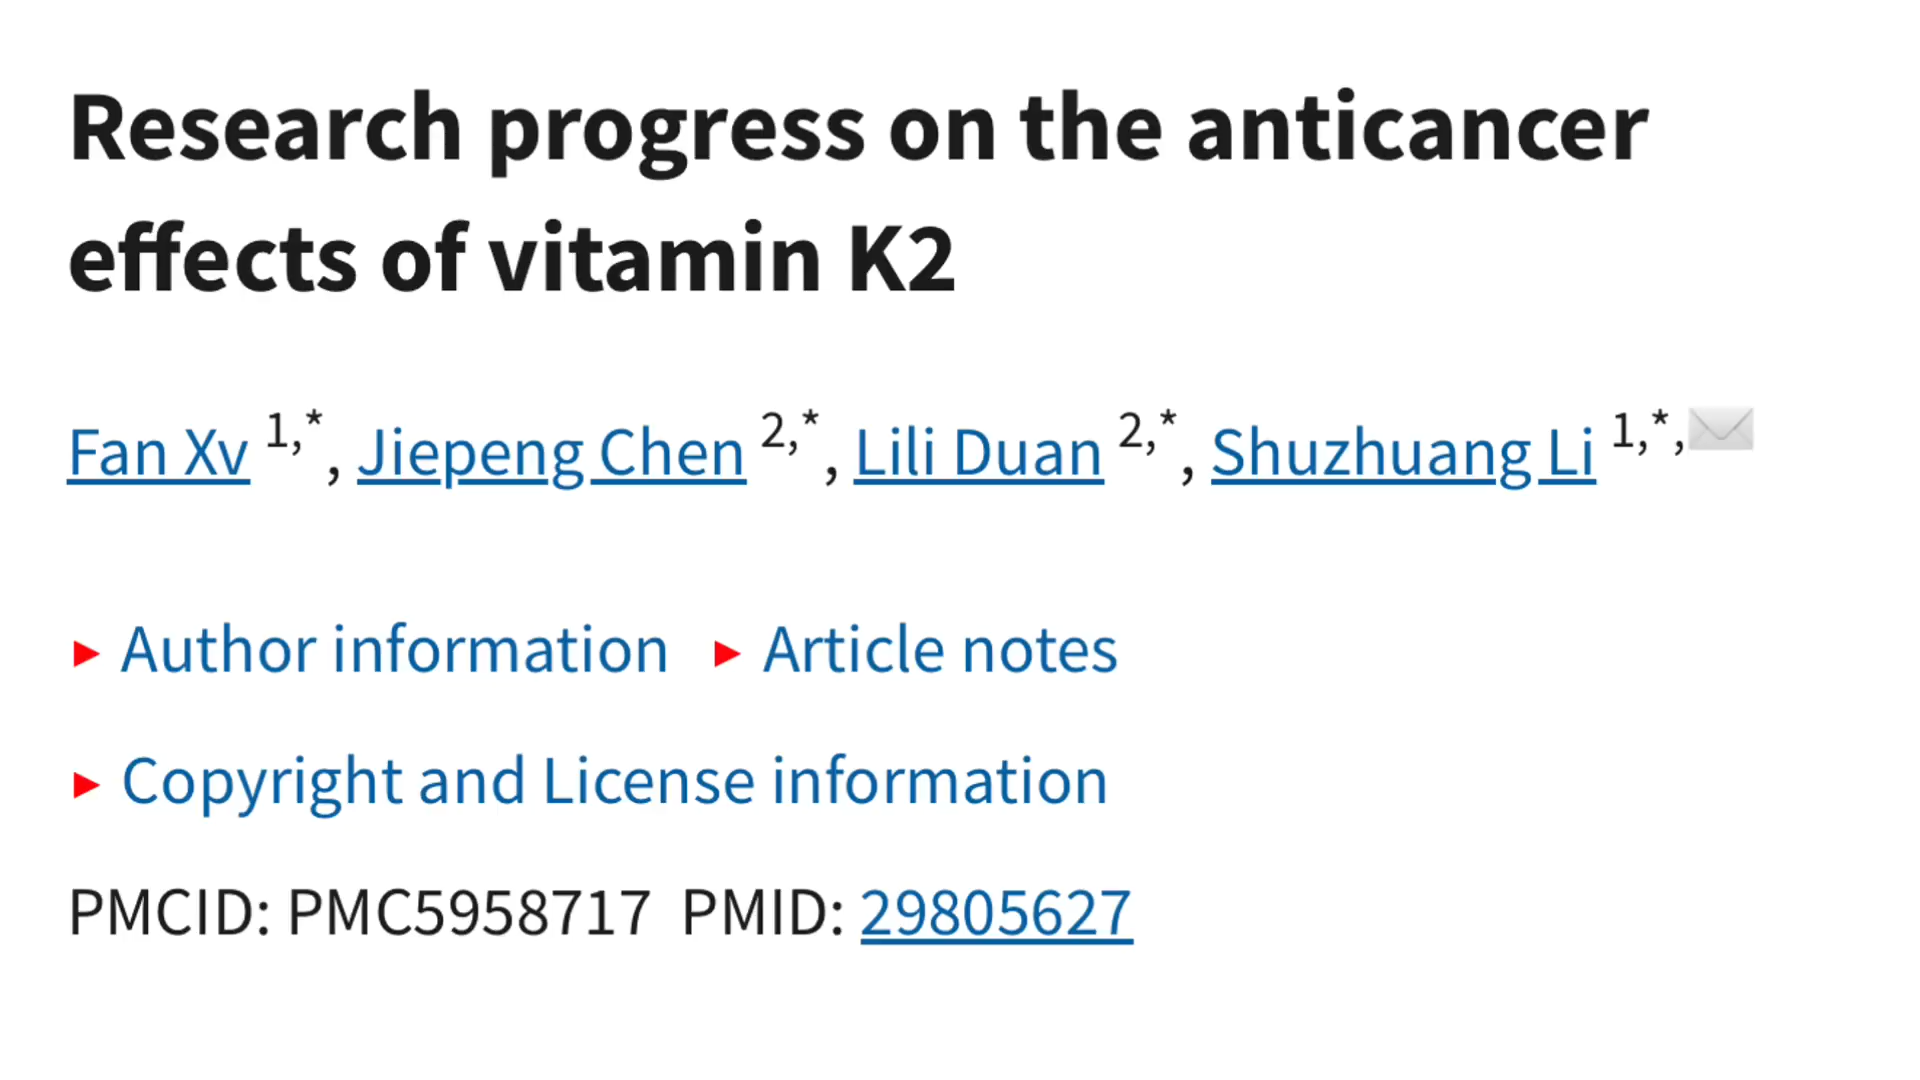 Research progress on the anticancer
effects of vitamin K2
Fan Xv 1,*, Jiepeng Chen 2,*, Lili Duan 2,*, Shuzhuang Li 1,*,
▸ Author information ▸ Article notes
▸ Copyright and License information
PMCID: PMC5958717 PMID: 29805627